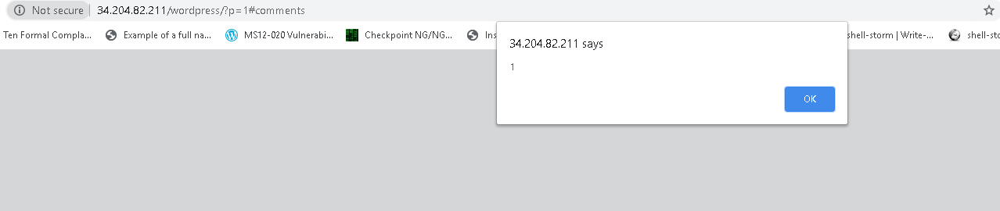 Not secure 34.204.82.211/wordpress/?p=1#comments
Ten Formal Compla... Example of a full na... MS12-020 Vulnerabi... Checkpoint NG/NG... Ins shell-storm | Write-... shell-sto
34.204.82.211 says
1
OK